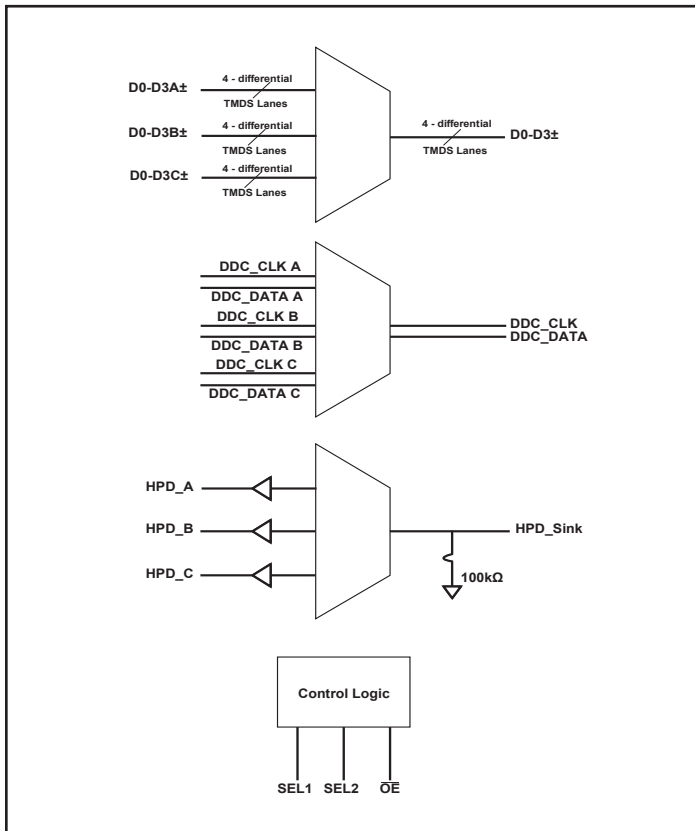 4 - differential
D0-D3A±
TMDS Lanes
4 - differential
D0-D3B±
TMDS Lanes
4 - differential
D0-D3C±
TMDS Lanes
4 - differential
D0-D3±
TMDS Lanes
DDC_CLK A
DDC_DATA A
DDC_CLK B
DDC_DATA B
DDC_CLK C
DDC_DATA C
DDC_CLK
DDC_DATA
HPD_A
HPD_B
HPD_C
HPD_Sink
100kΩ
Control Logic
SEL1 SEL2 O̅E̅